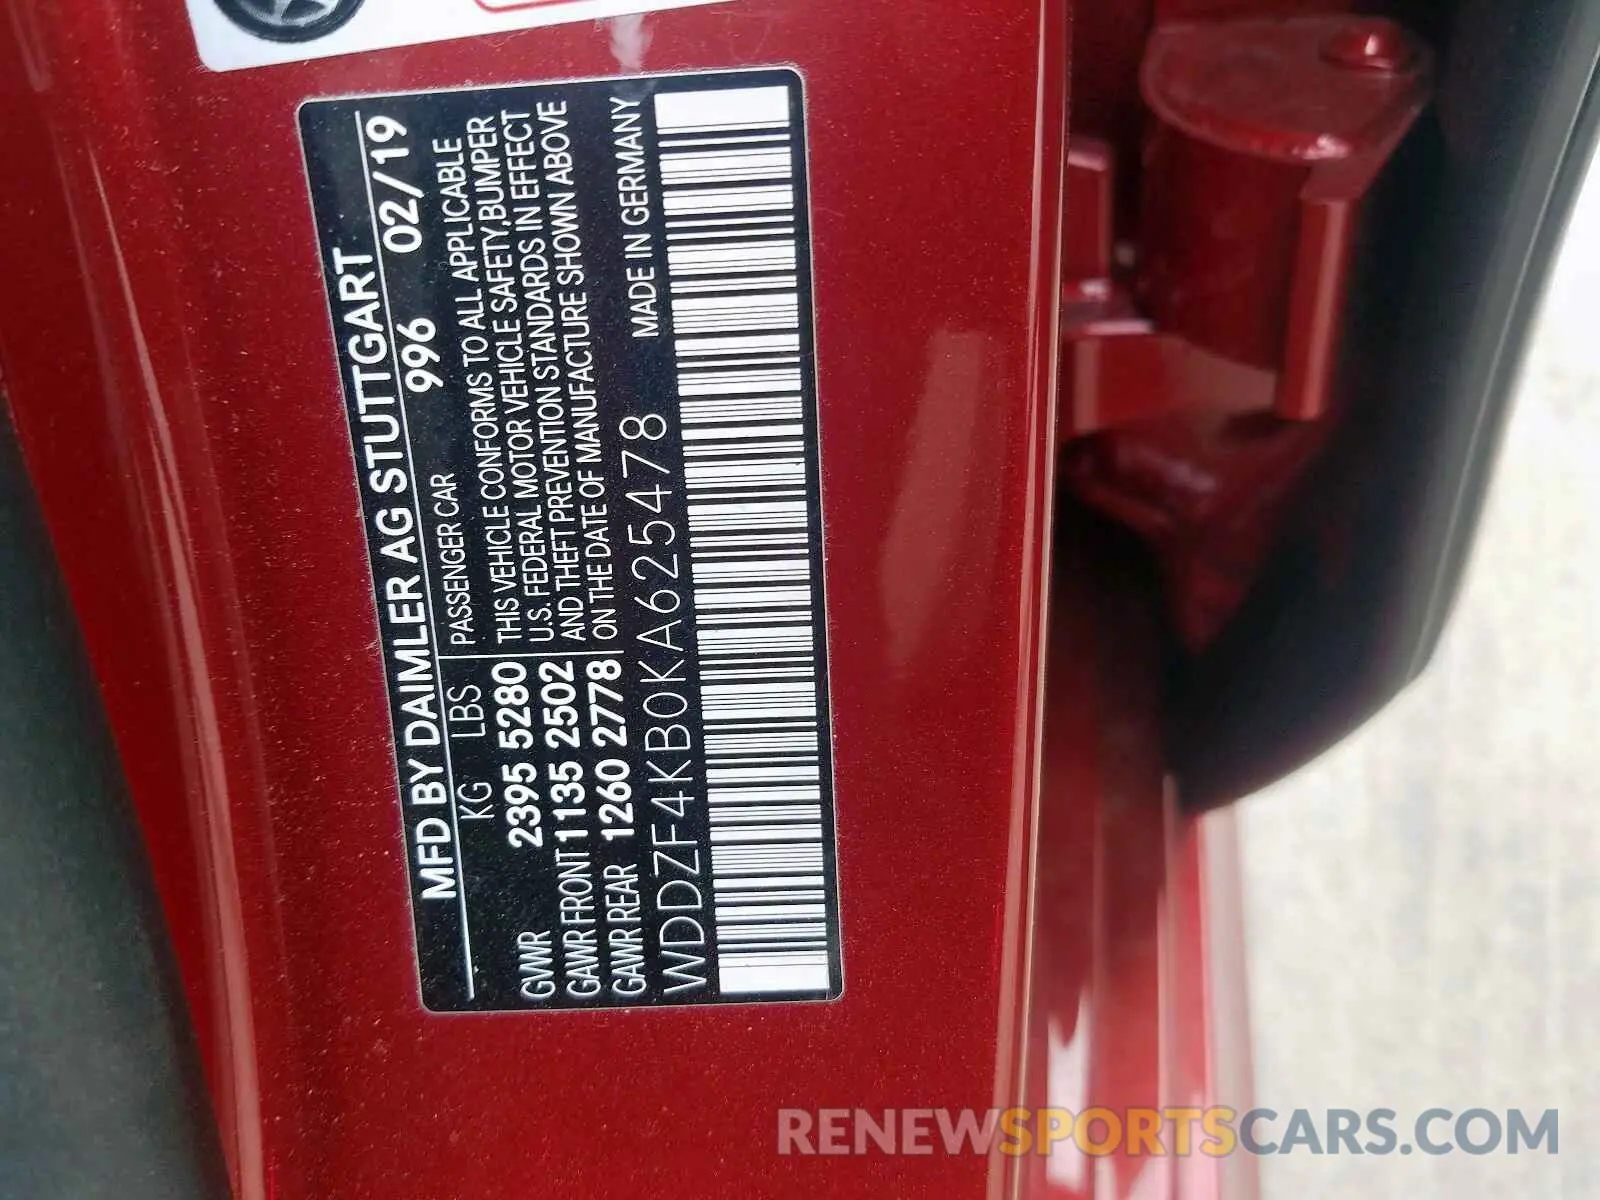 MFD BY DAIMLER AG STUTTGART
KG LBS 996 02/19
PASSENGER CAR
GVWR 2395 5280 THIS VEHICLE CONFORMS TO ALL APPLICABLE
GAWR FRONT 1135 2502 U.S. FEDERAL MOTOR VEHICLE SAFETY, BUMPER
GAWR REAR 1260 2778 AND THEFT PREVENTION STANDARDS IN EFFECT
ON THE DATE OF MANUFACTURE SHOWN ABOVE
WDDZF4KB0KA625478 MADE IN GERMANY
RENEWSPORTSCARS.COM